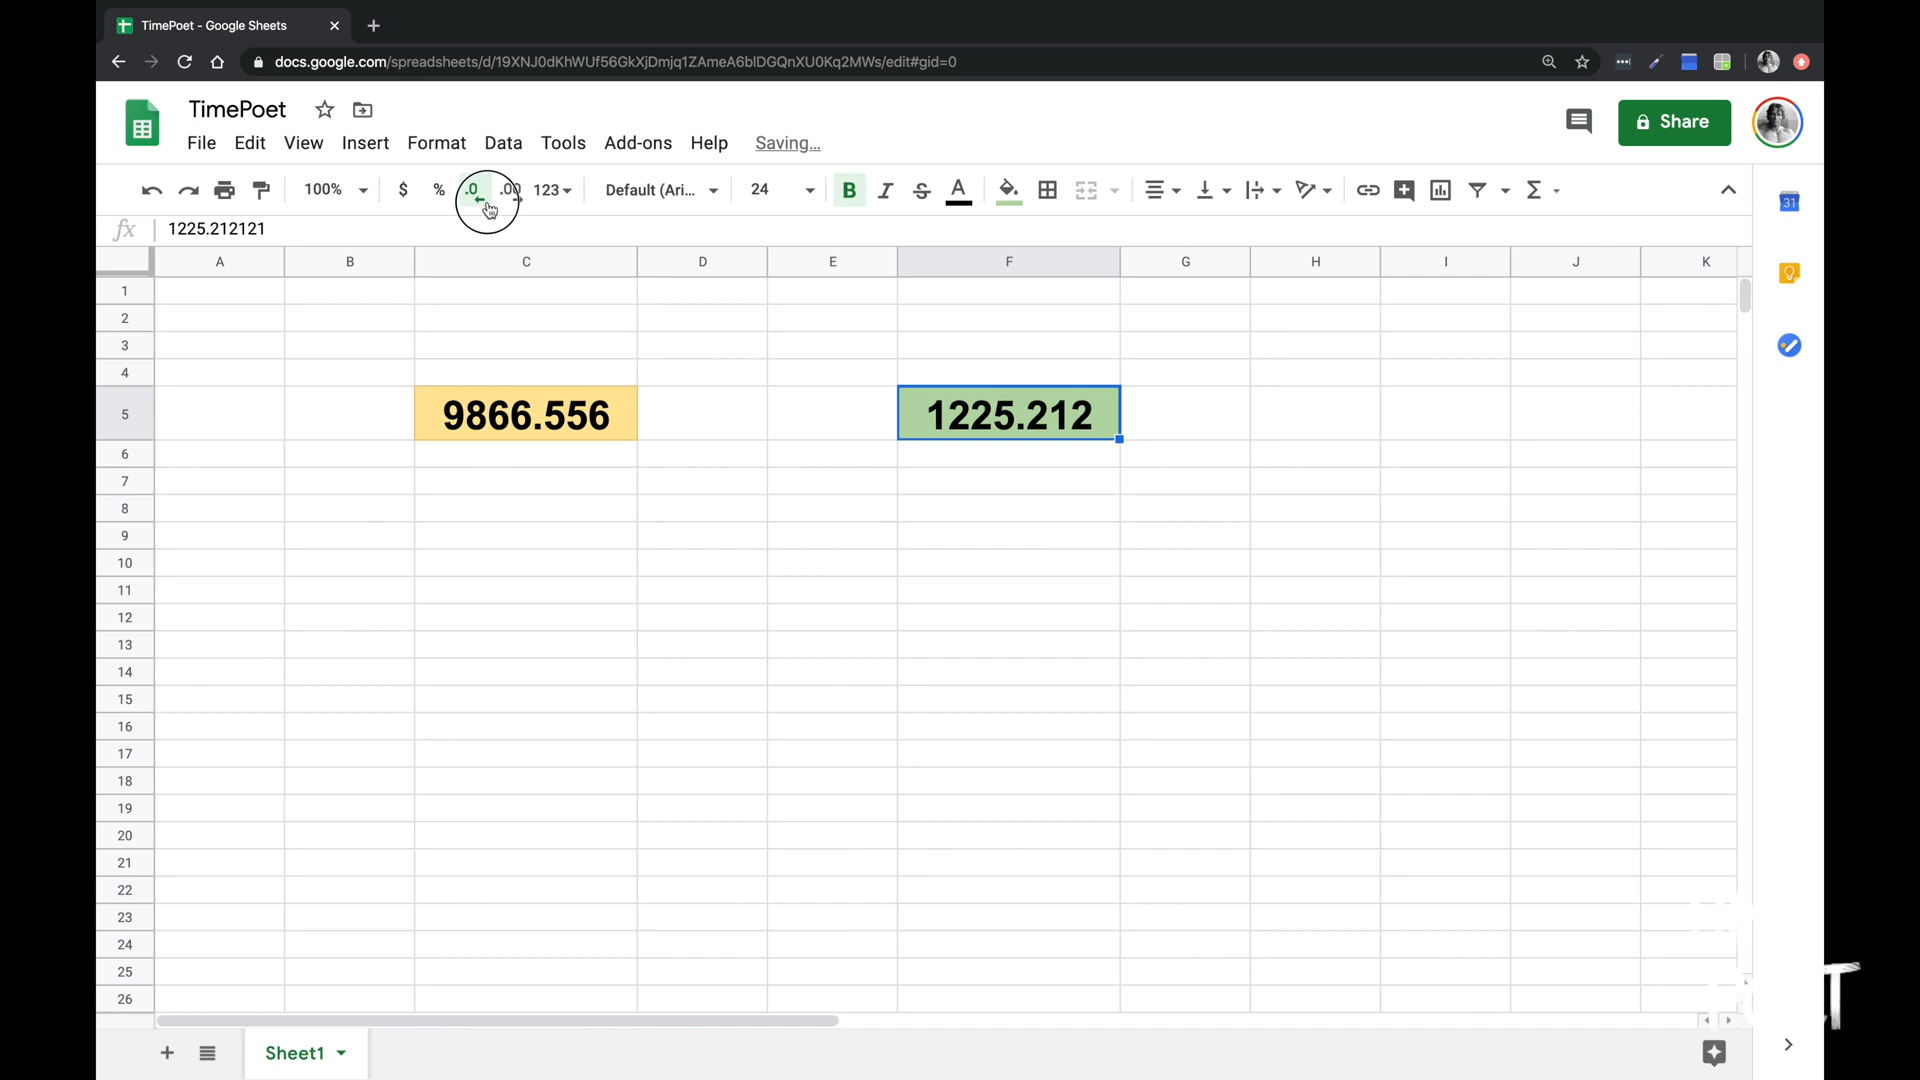 TimePoet - Google Sheets
docs.google.com/spreadsheets/d/19XNJ0dKhWUf56GkXjDmjq1ZAmeA6blDGQnXU0Kq2MWs/edit#gid=0
TimePoet
File Edit View Insert Format Data Tools Add-ons Help Saving...
Share
100% $ % .0 .00 123 Default (Ari... 24 B I S A Σ
31
fx 1225.212121
A B C D E F G H I J K
1
2
3
4
5 9866.556 1225.212
6
7
8
9
10
11
12
13
14
15
16
17
18
19
20
21
22
23
24
25
26
Sheet1